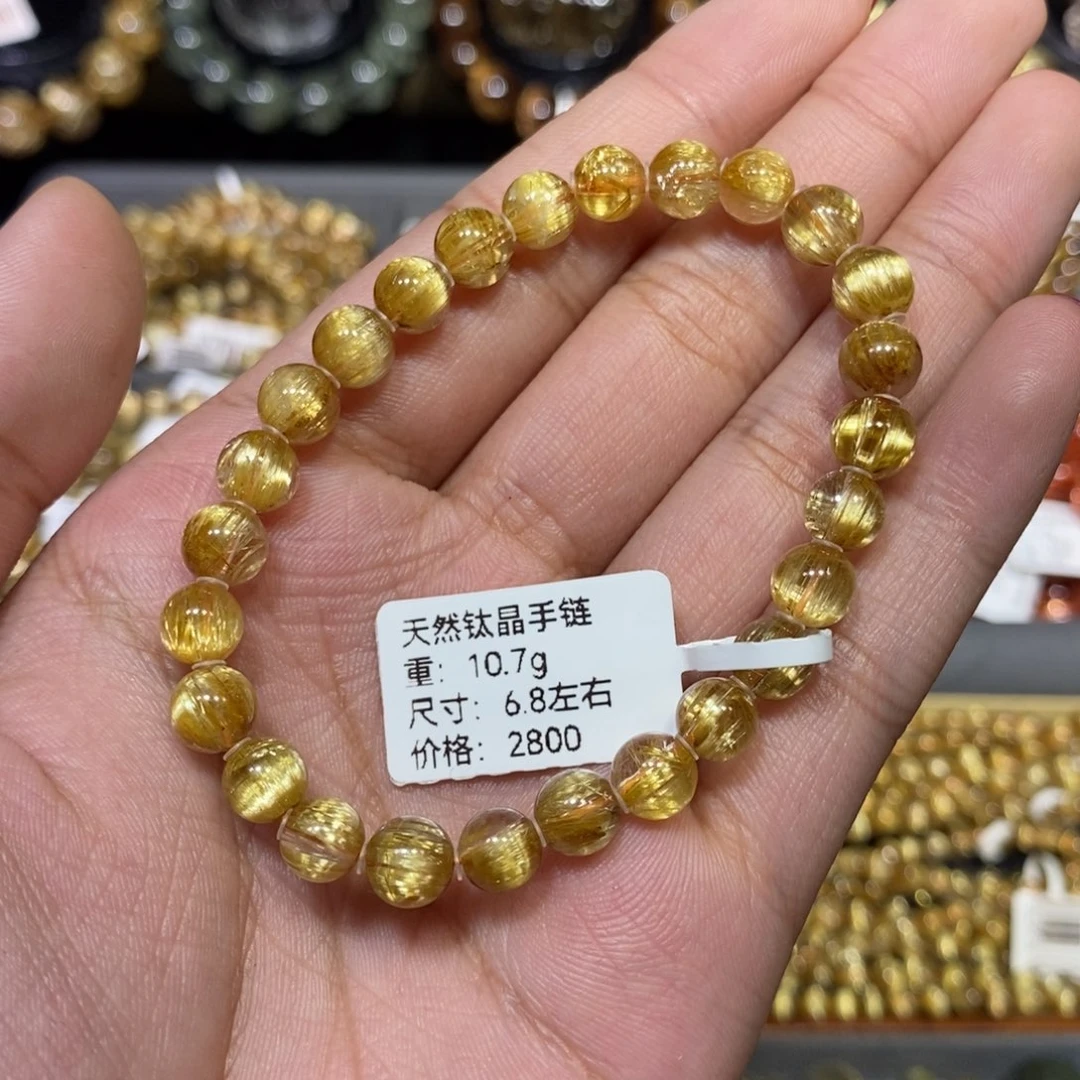 天然钛晶手链
重: 10.7g
尺寸: 6.8左右
价格: 2800